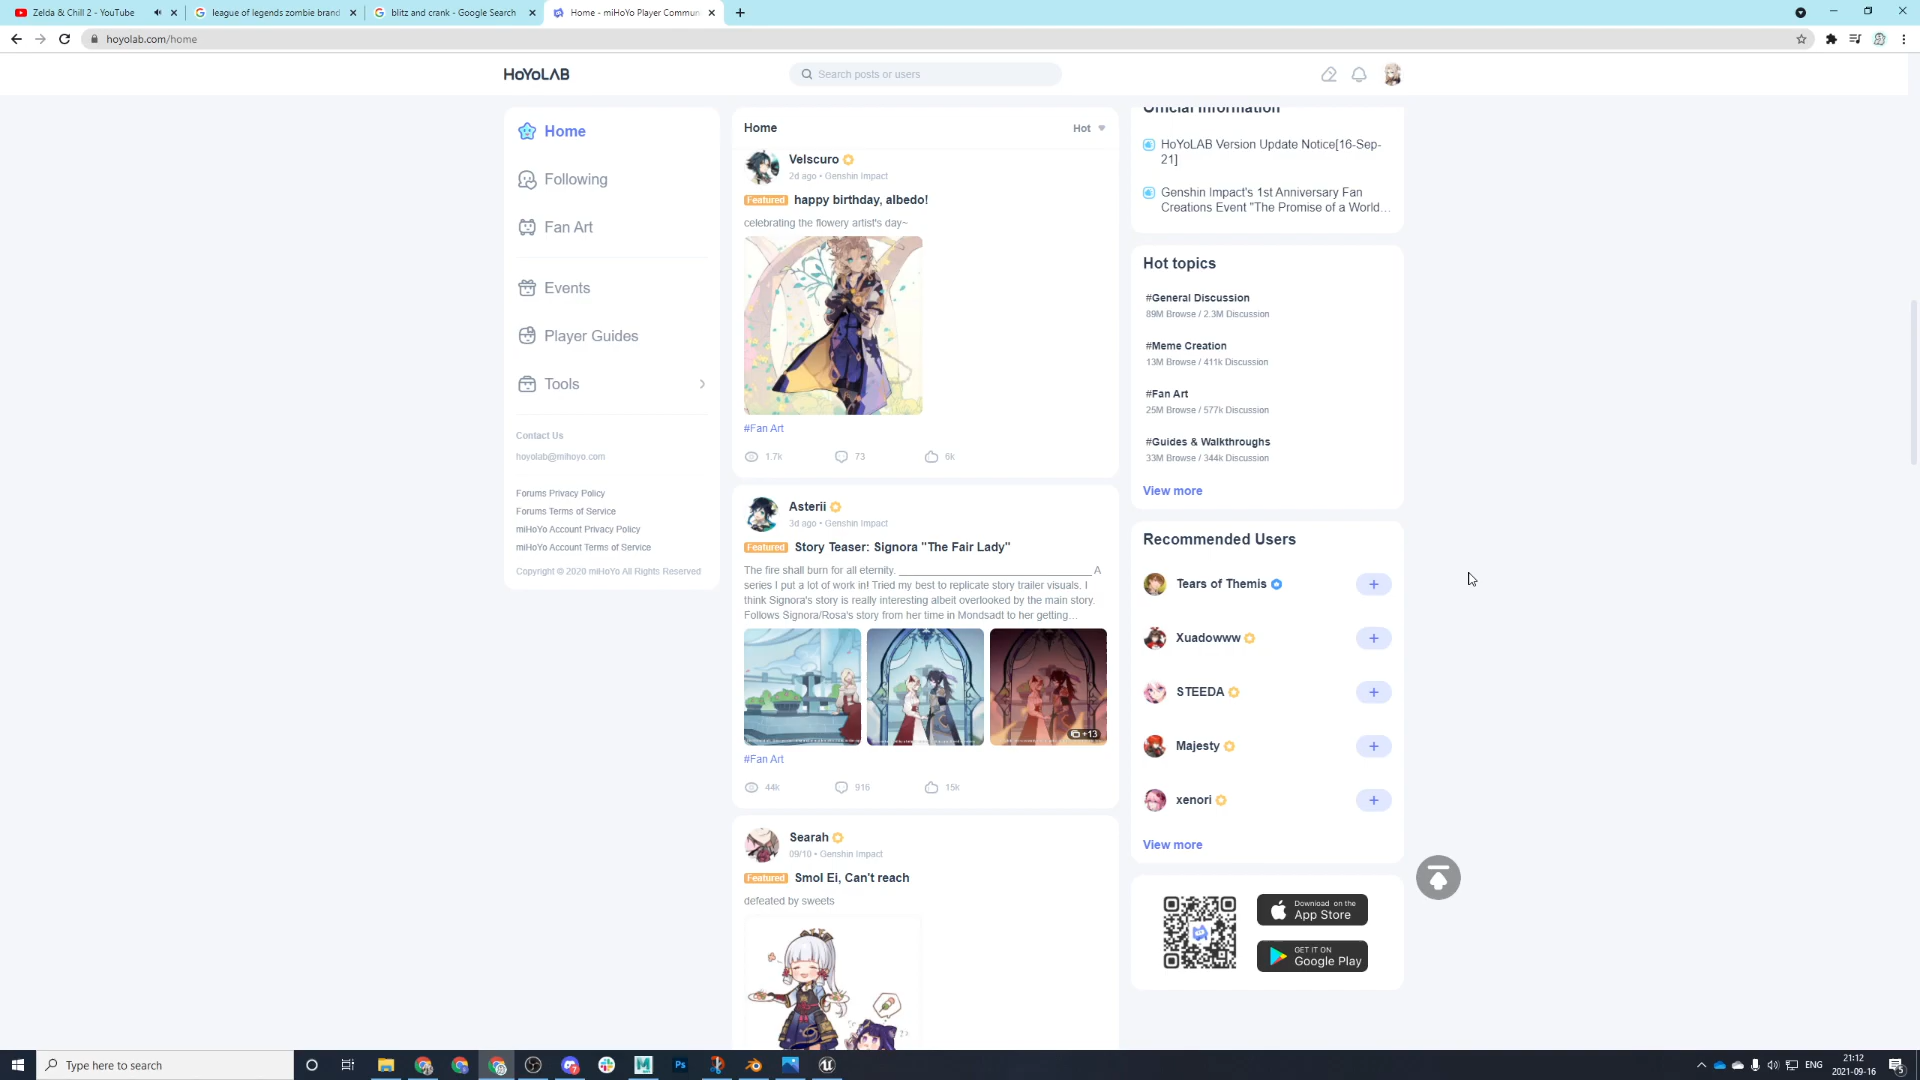 Zelda & Chill 2 - YouTube
league of legends zombie brand
blitz and crank - Google Search
Home - miHoYo Player Commun
hoyolab.com/home
HoYoLAB
Search posts or users
Home
Following
Fan Art
Events
Player Guides
Tools
Contact Us
hoyolab@mihoyo.com
Forums Privacy Policy
Forums Terms of Service
miHoYo Account Privacy Policy
miHoYo Account Terms of Service
Copyright © 2020 miHoYo All Rights Reserved
Home
Hot
Velscuro
2d ago • Genshin Impact
Featured happy birthday, albedo!
celebrating the flowery artist's day~
#Fan Art
1.7k 73 6k
Asterii
3d ago • Genshin Impact
Featured Story Teaser: Signora "The Fair Lady"
The fire shall burn for all eternity. ________________________________ A
series I put a lot of work in! Tried my best to replicate story trailer visuals. I
think Signora's story is really interesting albeit overlooked by the main story.
Follows Signora/Rosa's story from her time in Mondsadt to her getting...
+13
#Fan Art
44k 916 15k
Searah
09/10 • Genshin Impact
Featured Smol Ei, Can't reach
defeated by sweets
Official Information
HoYoLAB Version Update Notice[16-Sep-
21]
Genshin Impact's 1st Anniversary Fan
Creations Event "The Promise of a World...
Hot topics
#General Discussion
89M Browse / 2.3M Discussion
#Meme Creation
13M Browse / 411k Discussion
#Fan Art
25M Browse / 577k Discussion
#Guides & Walkthroughs
33M Browse / 344k Discussion
View more
Recommended Users
Tears of Themis
Xuadowww
STEEDA
Majesty
xenori
View more
Download on the
App Store
GET IT ON
Google Play
Type here to search
Ps
ENG
21:12
2021-09-16